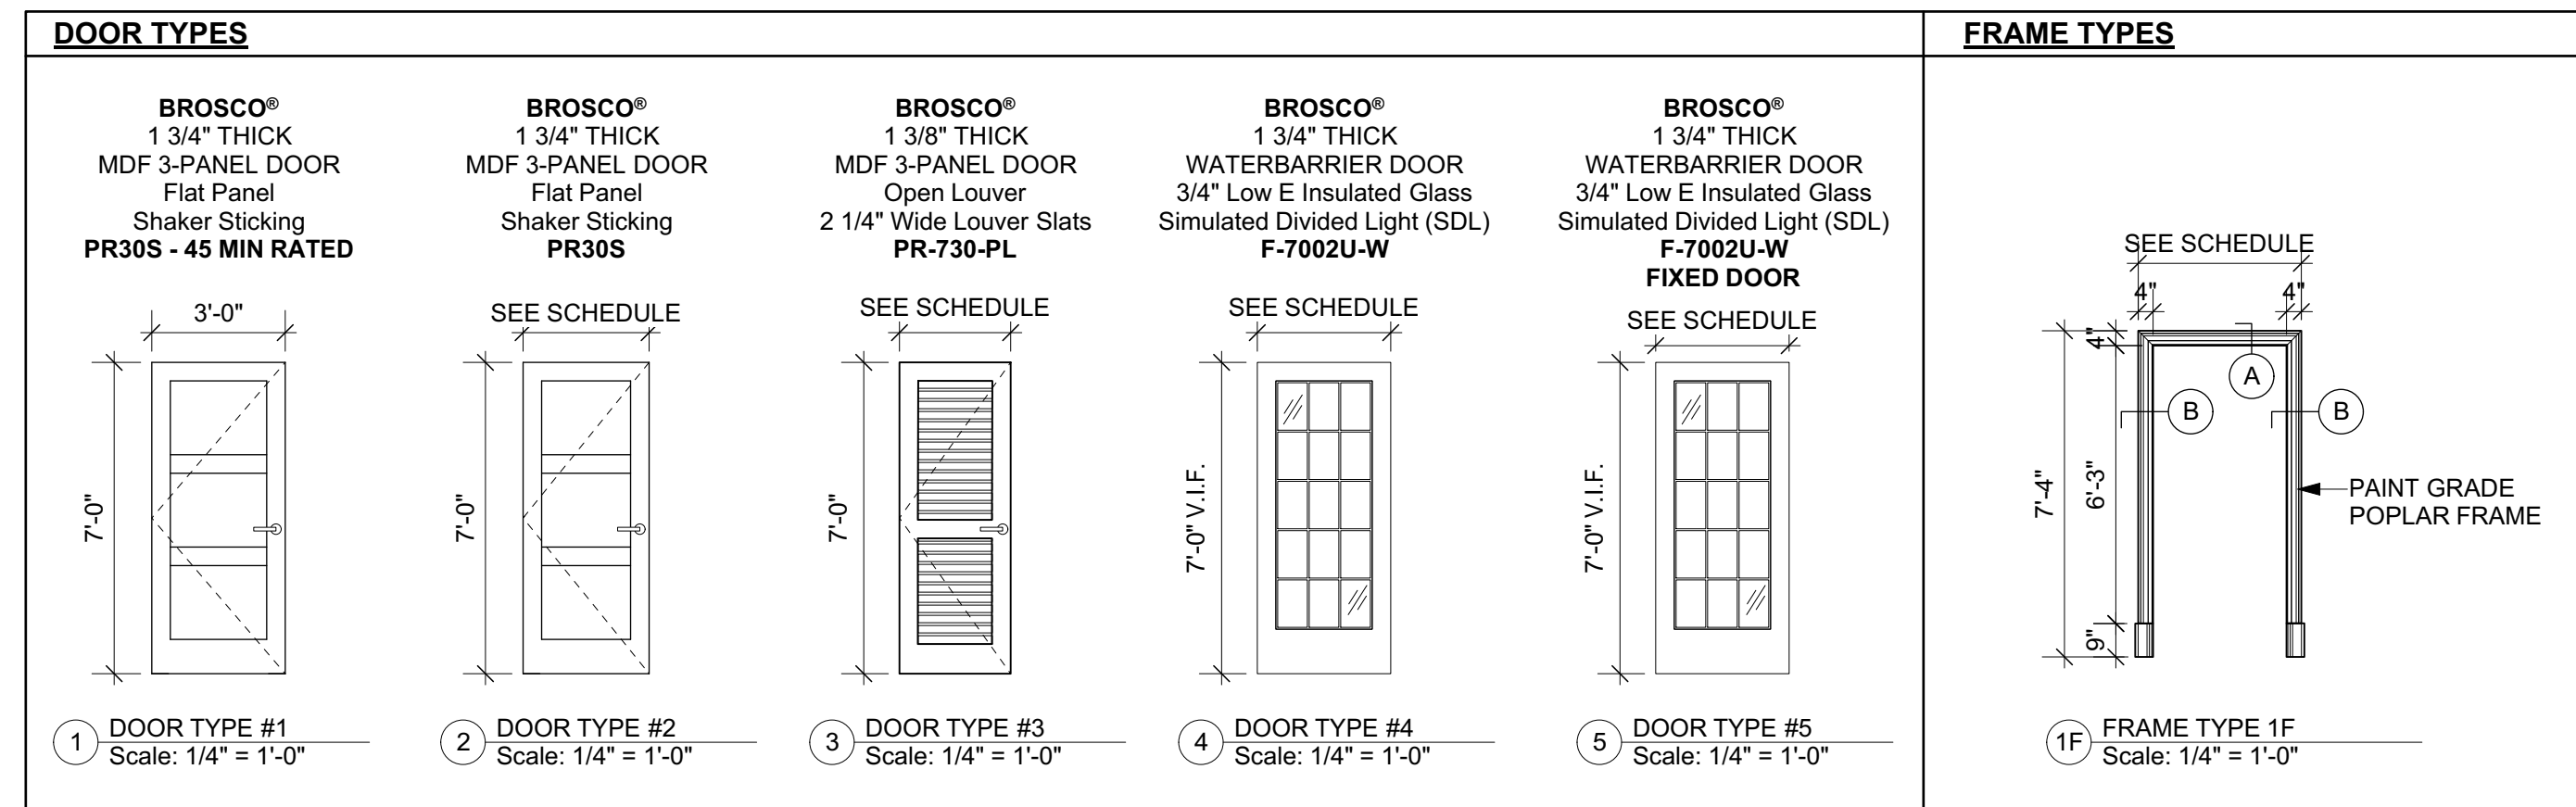 DOOR TYPES
FRAME TYPES
BROSCO®
1 3/4" THICK
MDF 3-PANEL DOOR
Flat Panel
Shaker Sticking
PR30S - 45 MIN RATED
3'-0"
7'-0"
1 DOOR TYPE #1
Scale: 1/4" = 1'-0"
BROSCO®
1 3/4" THICK
MDF 3-PANEL DOOR
Flat Panel
Shaker Sticking
PR30S
SEE SCHEDULE
7'-0"
2 DOOR TYPE #2
Scale: 1/4" = 1'-0"
BROSCO®
1 3/8" THICK
MDF 3-PANEL DOOR
Open Louver
2 1/4" Wide Louver Slats
PR-730-PL
SEE SCHEDULE
7'-0"
3 DOOR TYPE #3
Scale: 1/4" = 1'-0"
BROSCO®
1 3/4" THICK
WATERBARRIER DOOR
3/4" Low E Insulated Glass
Simulated Divided Light (SDL)
F-7002U-W
SEE SCHEDULE
7'-0" V.I.F.
4 DOOR TYPE #4
Scale: 1/4" = 1'-0"
BROSCO®
1 3/4" THICK
WATERBARRIER DOOR
3/4" Low E Insulated Glass
Simulated Divided Light (SDL)
F-7002U-W
FIXED DOOR
SEE SCHEDULE
7'-0" V.I.F.
5 DOOR TYPE #5
Scale: 1/4" = 1'-0"
SEE SCHEDULE
4" 4"
4"
A
B B
7'-4"
6'-3"
PAINT GRADE
POPLAR FRAME
9"
1F FRAME TYPE 1F
Scale: 1/4" = 1'-0"